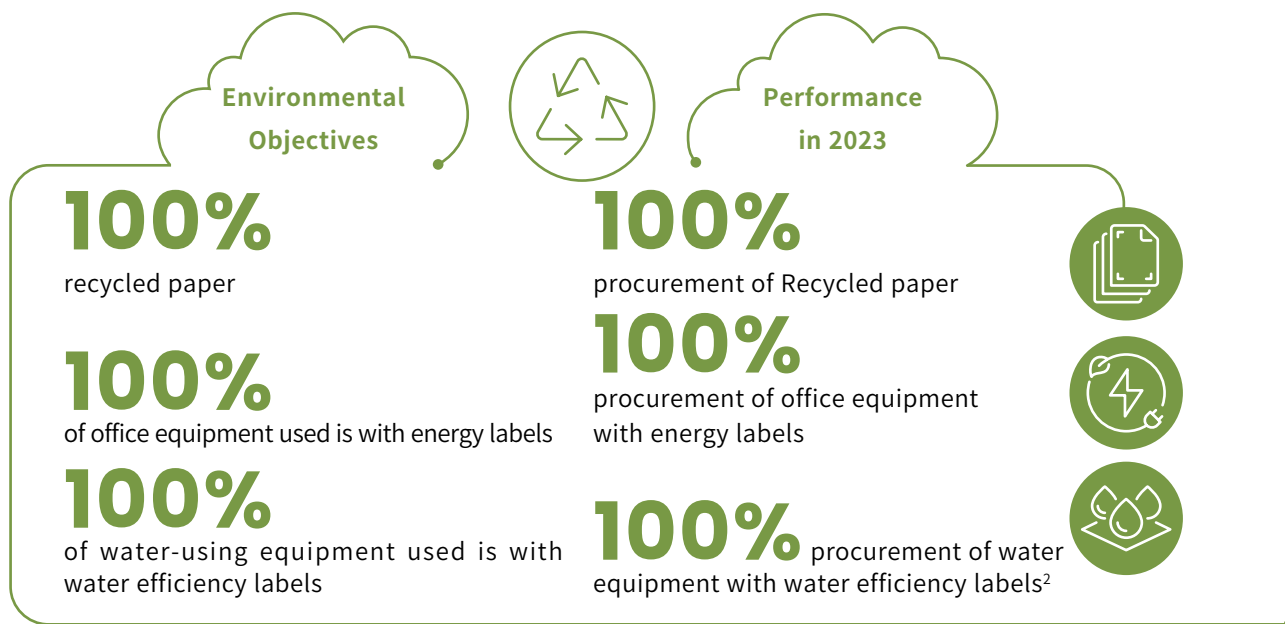 Environmental
Objectives
100%
recycled paper
100%
of office equipment used is with energy labels
100%
of water-using equipment used is with
water efficiency labels
Performance
in 2023
100%
procurement of Recycled paper
100%
procurement of office equipment
with energy labels
100% procurement of water
equipment with water efficiency labels²